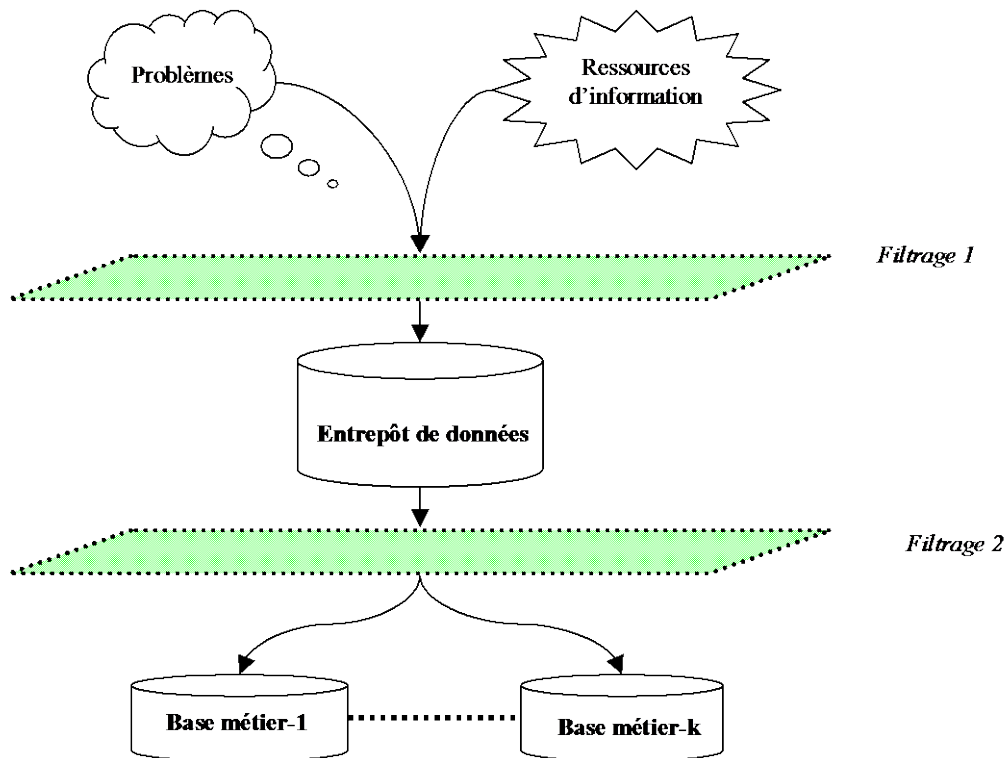 Problèmes
Ressources
d'information
Filtrage 1
Entrepôt de données
Filtrage 2
Base métier-1
Base métier-k